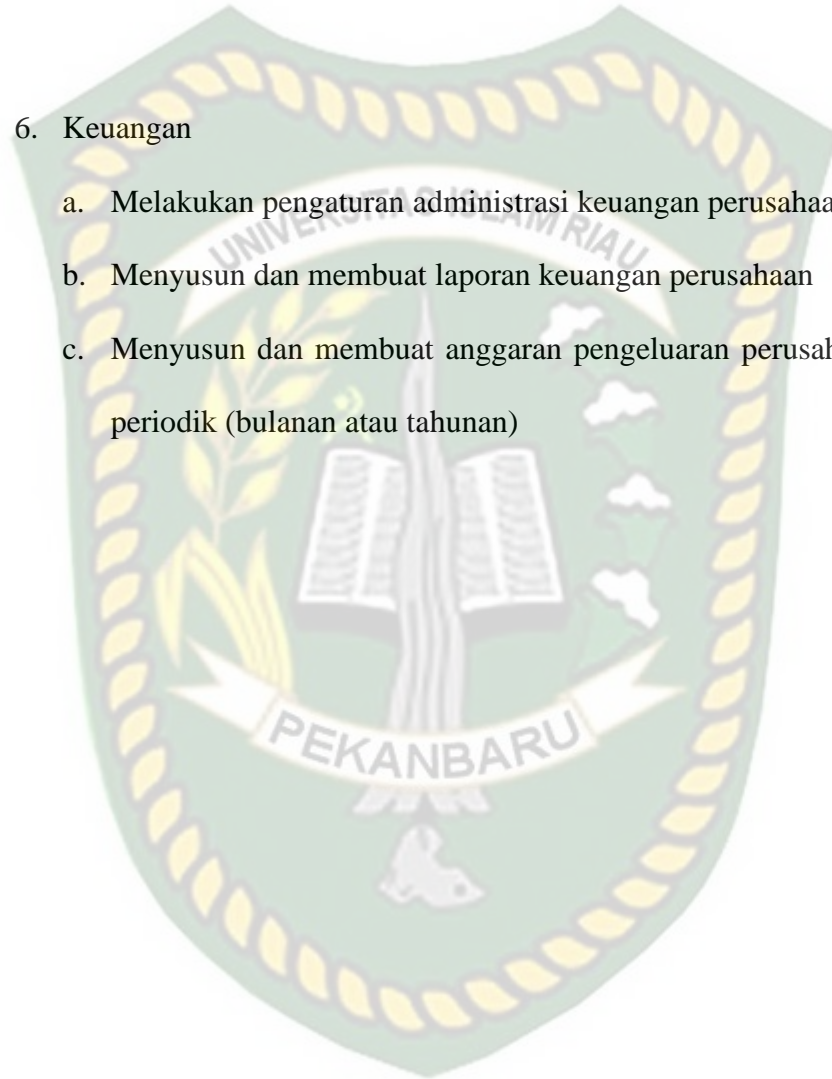 6. Keuangan
a. Melakukan pengaturan administrasi keuangan perusahaa
UNIVERSITAS ISLAM RIAU
b. Menyusun dan membuat laporan keuangan perusahaan
c. Menyusun dan membuat anggaran pengeluaran perusah
periodik (bulanan atau tahunan)
PEKANBARU